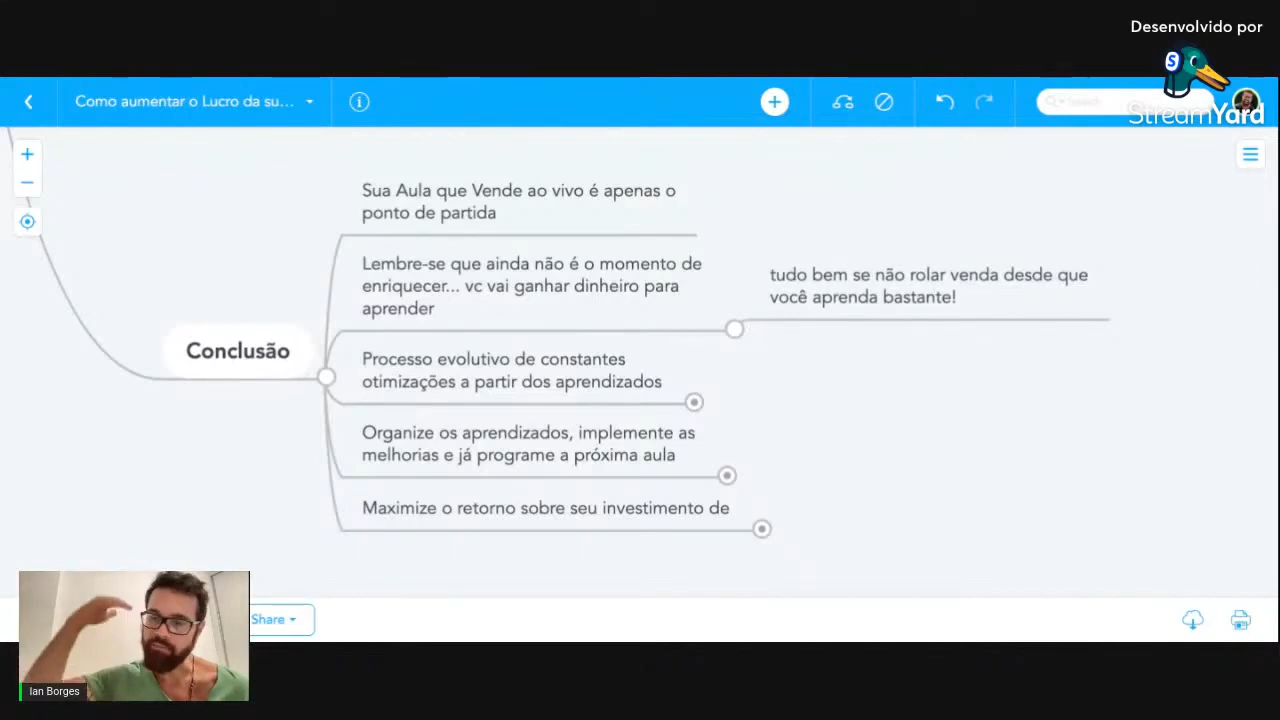 Desenvolvido por
StreamYard
Como aumentar o Lucro da su...
Search
Sua Aula que Vende ao vivo é apenas o
ponto de partida
Lembre-se que ainda não é o momento de
enriquecer... vc vai ganhar dinheiro para
aprender
tudo bem se não rolar venda desde que
você aprenda bastante!
Conclusão
Processo evolutivo de constantes
otimizações a partir dos aprendizados
Organize os aprendizados, implemente as
melhorias e já programe a próxima aula
Maximize o retorno sobre seu investimento de
Share
Ian Borges